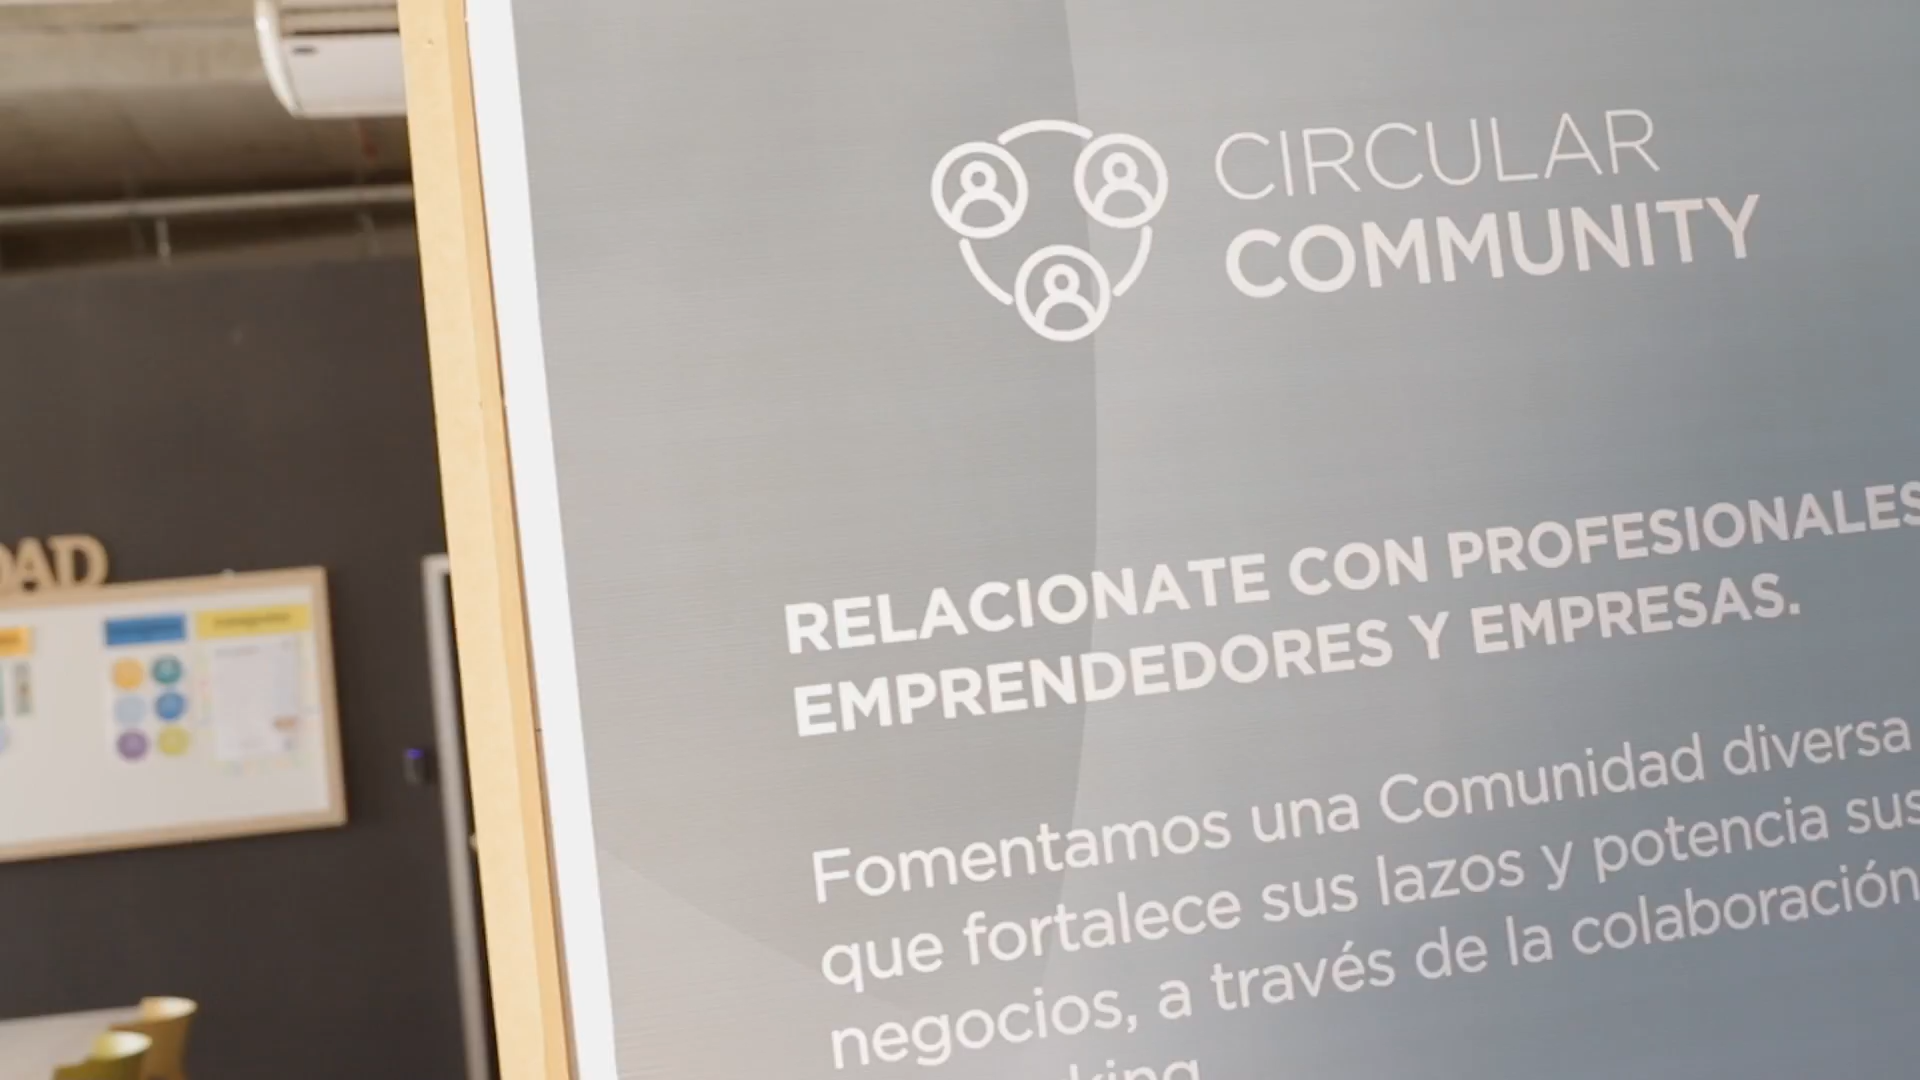 CIRCULAR
COMMUNITY
RELACIONATE CON PROFESIONALES
EMPRENDEDORES Y EMPRESAS.
Fomentamos una Comunidad diversa
que fortalece sus lazos y potencia sus
negocios, a través de la colaboración
DAD